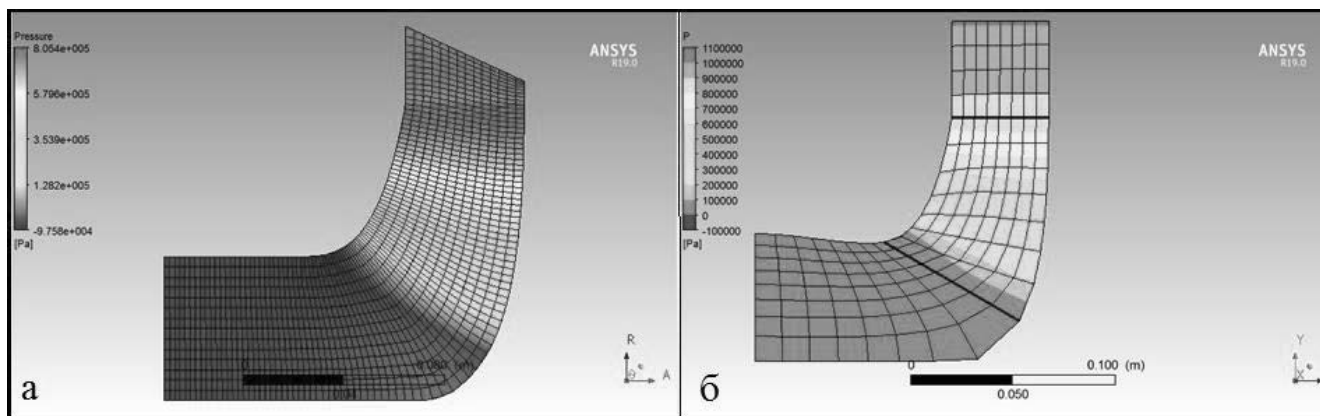 Pressure
8.054e+005
5.796e+005
3.539e+005
1.282e+005
-9.758e+004
[Pa]
ANSYS
R19.0
0
(m)
R
A
а
P
1100000
1000000
900000
800000
700000
600000
500000
400000
300000
200000
100000
0
-100000
[Pa]
ANSYS
R19.0
0
0.100 (m)
0.050
Y
X
б